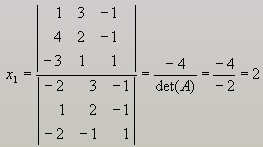 | 1 3 −1 |
| 4 2 −1 |
| −3 1 1 |
x₁ = ――― = −4 / det(A) = −4 / −2 = 2
| −2 3 −1 |
| 1 2 −1 |
| −2 −1 1 |